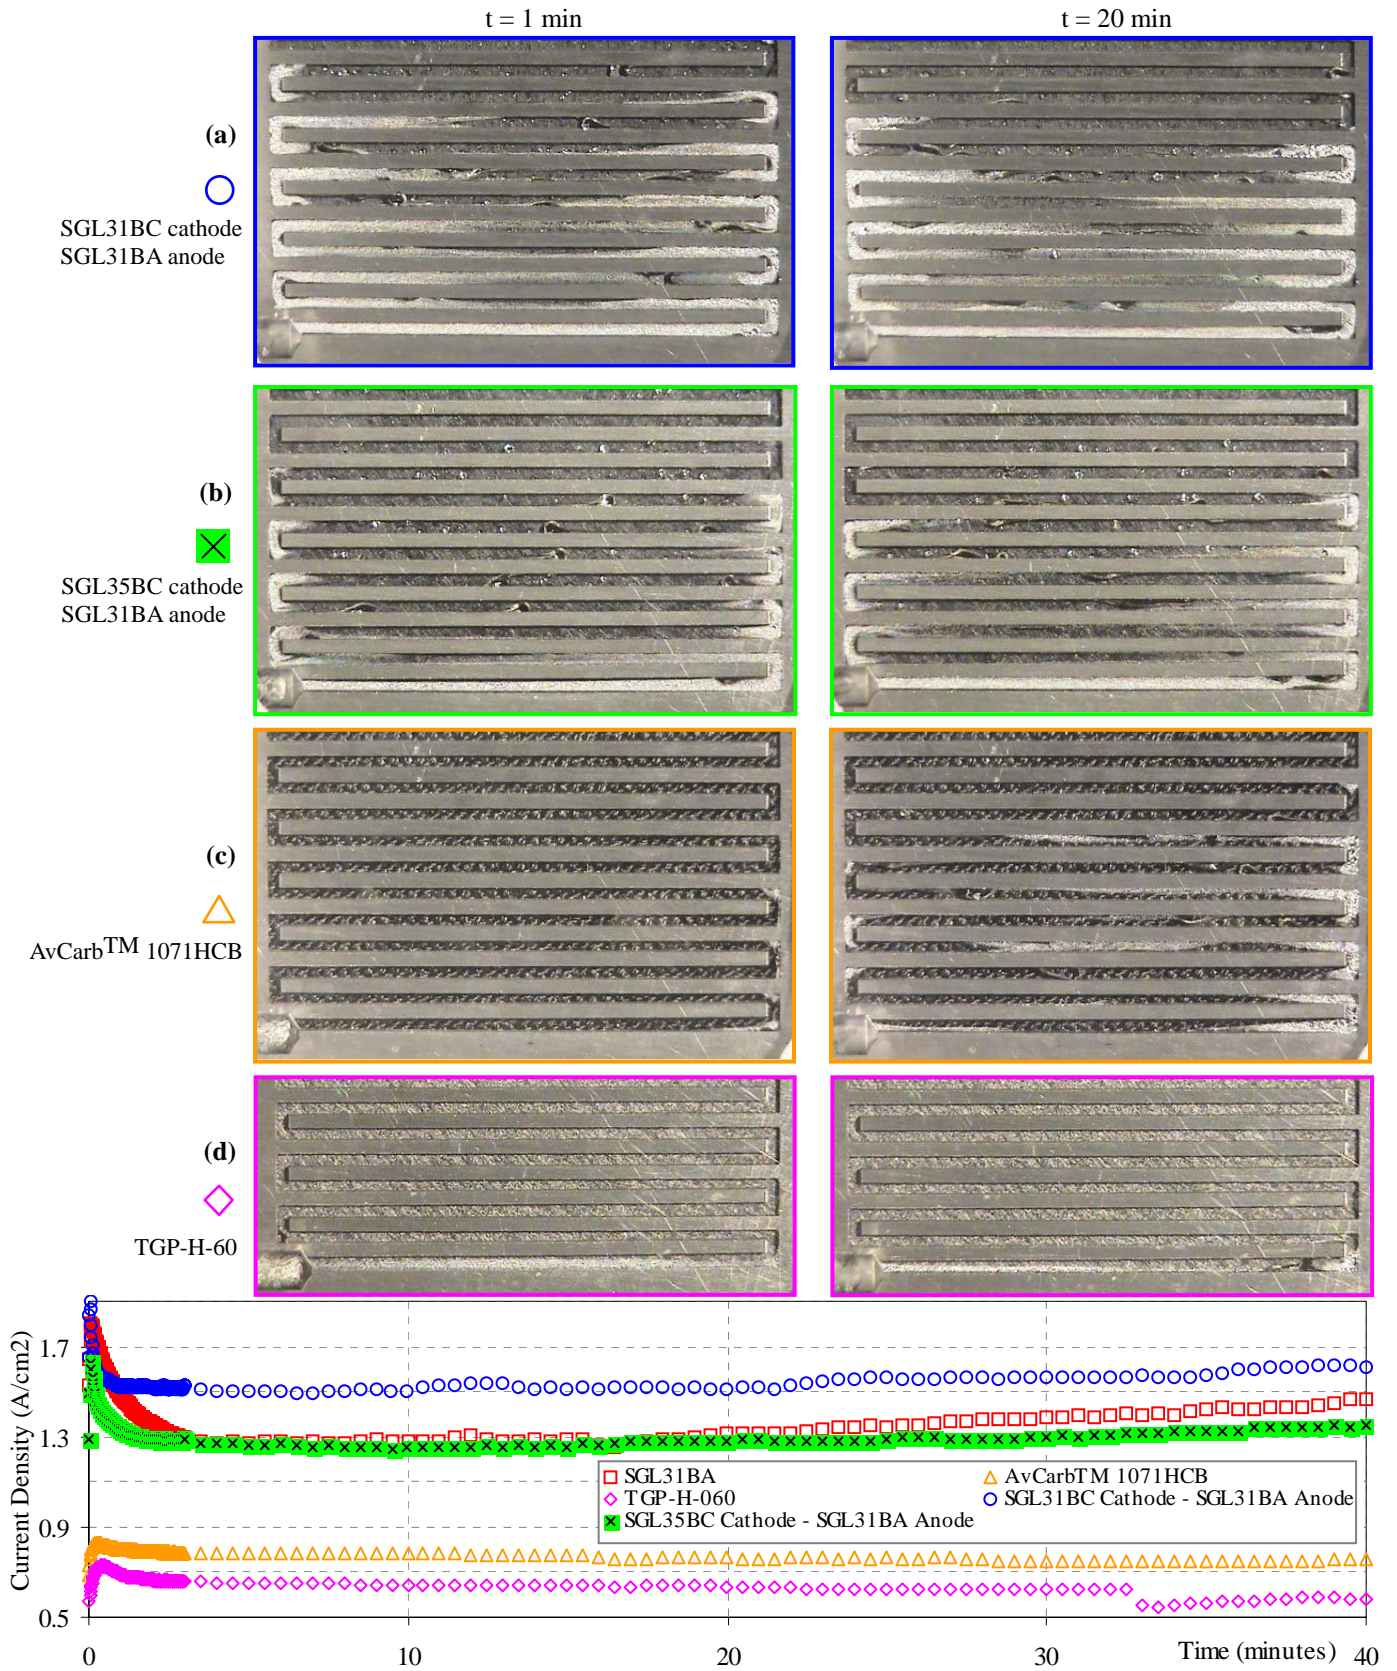 t = 1 min
t = 20 min
(a)
SGL31BC cathode
SGL31BA anode
(b)
SGL35BC cathode
SGL31BA anode
(c)
AvCarbTM 1071HCB
(d)
TGP-H-60
Current Density (A/cm2)
1.7
1.3
0.9
0.5
SGL31BA
AvCarbTM 1071HCB
TGP-H-060
SGL31BC Cathode - SGL31BA Anode
SGL35BC Cathode - SGL31BA Anode
0
10
20
30
Time (minutes)
40